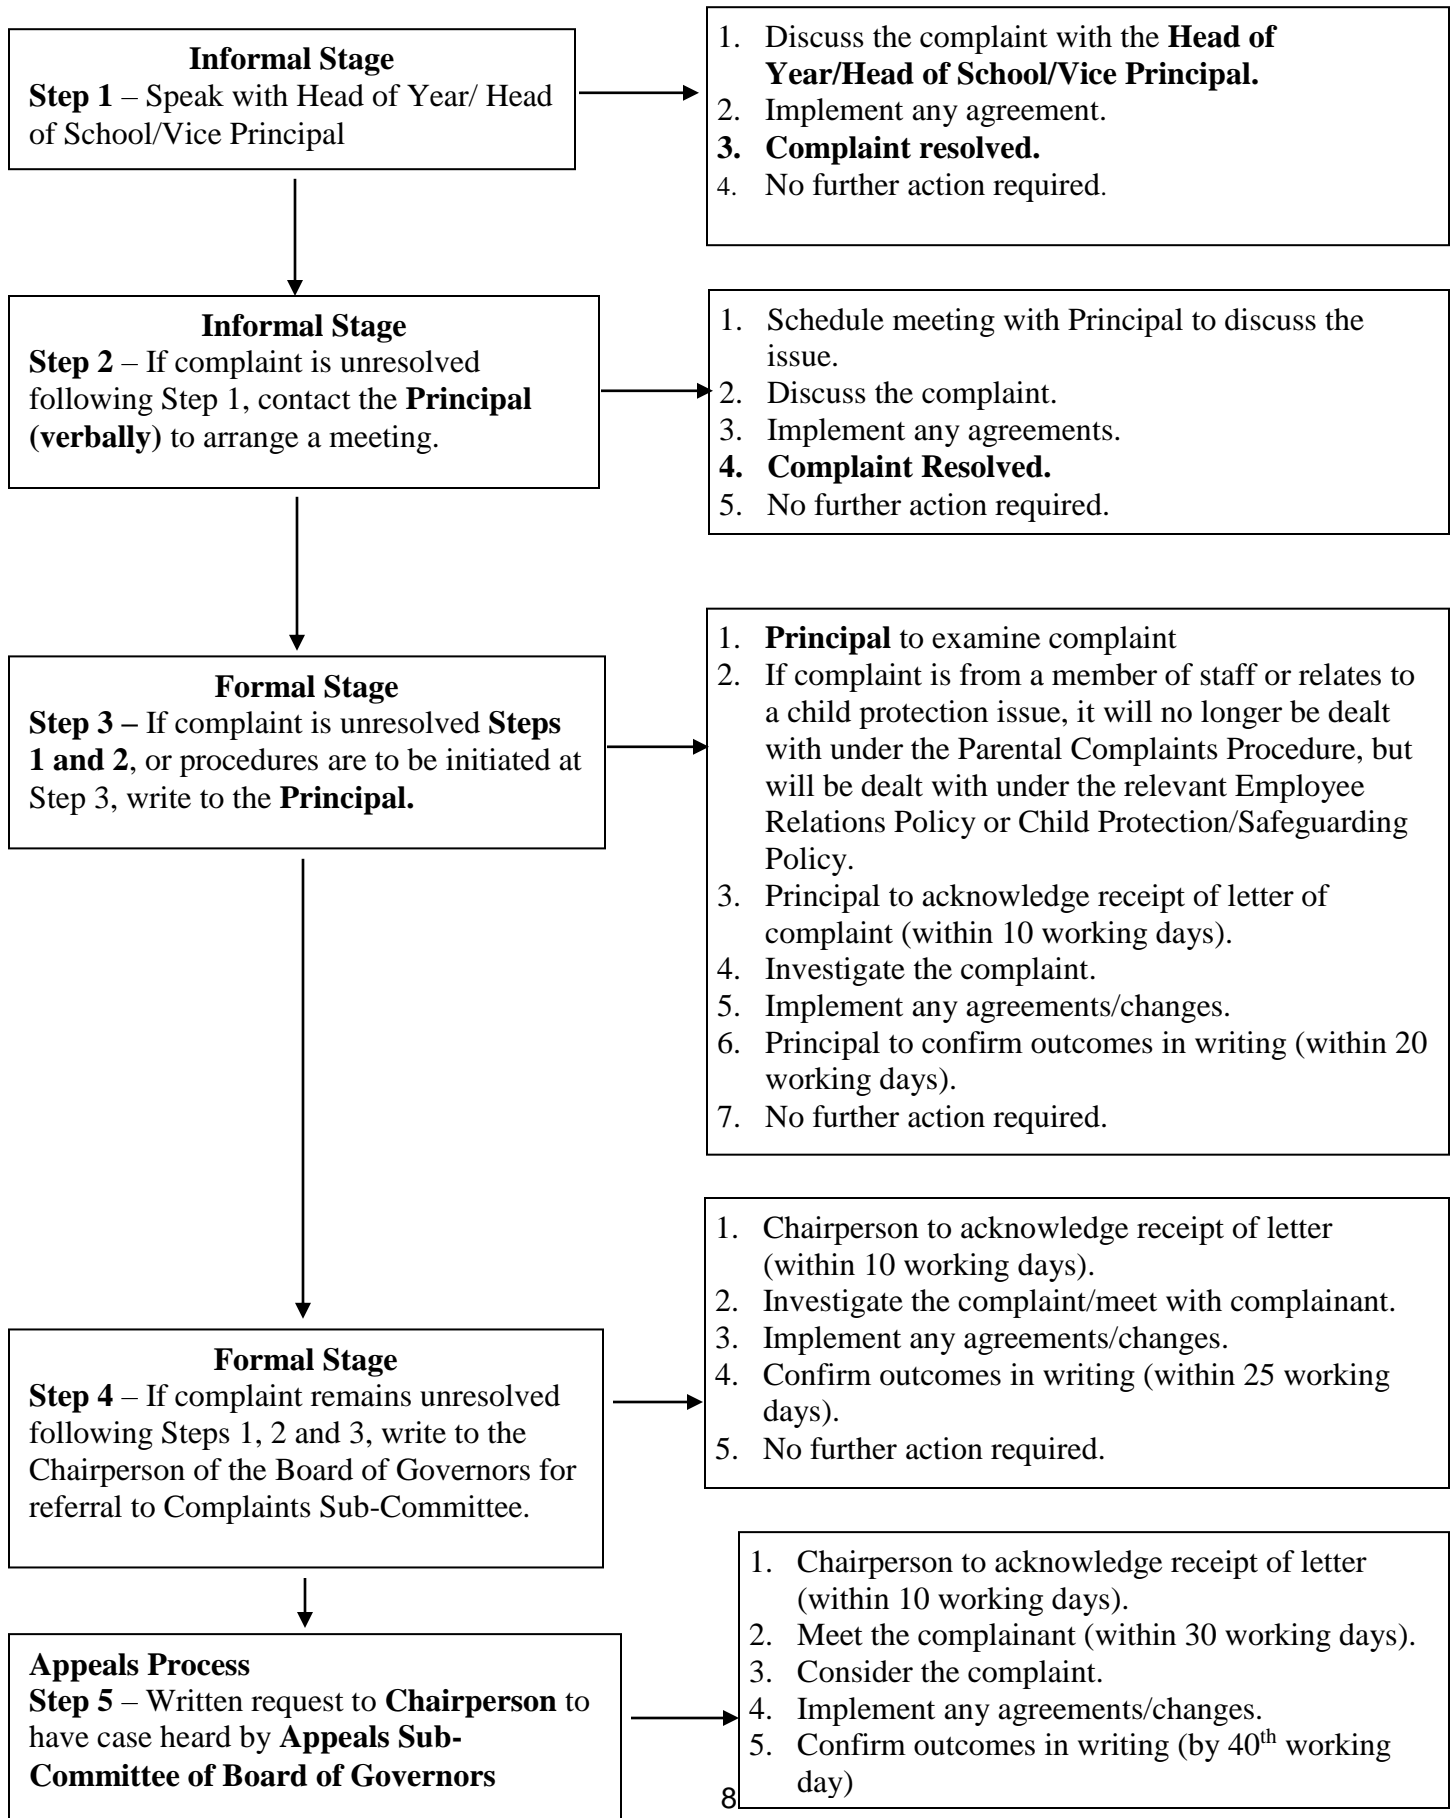 Informal Stage
Step 1 – Speak with Head of Year/ Head
of School/Vice Principal
1. Discuss the complaint with the Head of
Year/Head of School/Vice Principal.
2. Implement any agreement.
3. Complaint resolved.
4. No further action required.
Informal Stage
Step 2 – If complaint is unresolved
following Step 1, contact the Principal
(verbally) to arrange a meeting.
1. Schedule meeting with Principal to discuss the
issue.
2. Discuss the complaint.
3. Implement any agreements.
4. Complaint Resolved.
5. No further action required.
Formal Stage
Step 3 – If complaint is unresolved Steps
1 and 2, or procedures are to be initiated at
Step 3, write to the Principal.
1. Principal to examine complaint
2. If complaint is from a member of staff or relates to
a child protection issue, it will no longer be dealt
with under the Parental Complaints Procedure, but
will be dealt with under the relevant Employee
Relations Policy or Child Protection/Safeguarding
Policy.
3. Principal to acknowledge receipt of letter of
complaint (within 10 working days).
4. Investigate the complaint.
5. Implement any agreements/changes.
6. Principal to confirm outcomes in writing (within 20
working days).
7. No further action required.
Formal Stage
Step 4 – If complaint remains unresolved
following Steps 1, 2 and 3, write to the
Chairperson of the Board of Governors for
referral to Complaints Sub-Committee.
1. Chairperson to acknowledge receipt of letter
(within 10 working days).
2. Investigate the complaint/meet with complainant.
3. Implement any agreements/changes.
4. Confirm outcomes in writing (within 25 working
days).
5. No further action required.
Appeals Process
Step 5 – Written request to Chairperson to
have case heard by Appeals Sub-
Committee of Board of Governors
1. Chairperson to acknowledge receipt of letter
(within 10 working days).
2. Meet the complainant (within 30 working days).
3. Consider the complaint.
4. Implement any agreements/changes.
5. Confirm outcomes in writing (by 40th working
day)
8